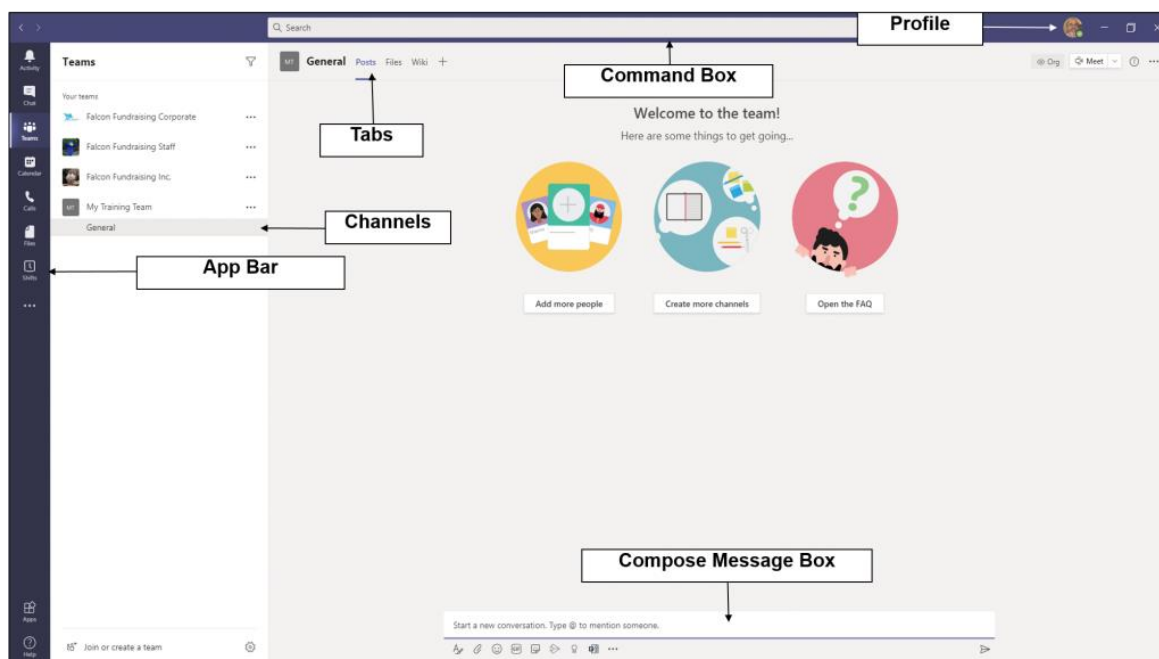 Search
Profile
Activity
Teams
MT
General Posts Files Wiki
Org
Meet
Command Box
Chat
Your teams
Welcome to the team!
Falcon Fundraising Corporate
Teams
Tabs
Here are some things to get going...
Falcon Fundraising Staff
Calendar
Falcon Fundraising Inc.
Calls
MT My Training Team
Channels
General
Files
App Bar
Shifts
Add more people
Create more channels
Open the FAQ
Compose Message Box
Apps
Start a new conversation. Type @ to mention someone.
Join or create a team
GIF
Help